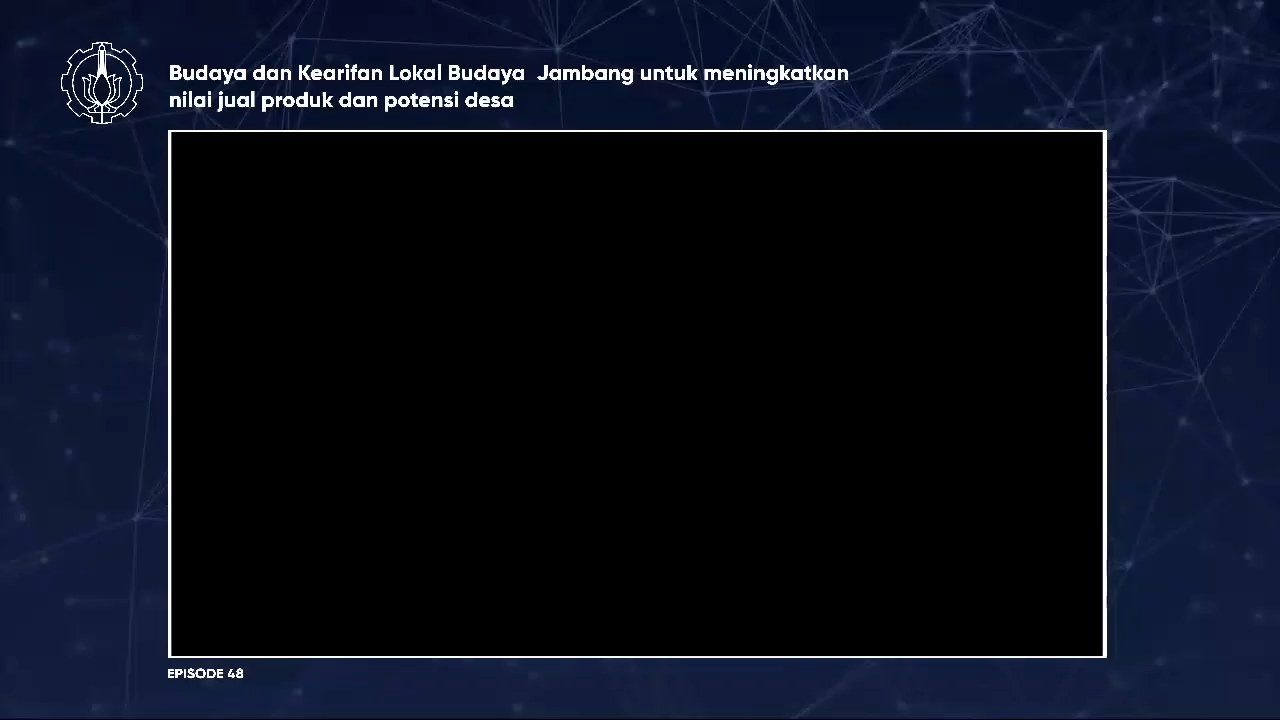 Budaya dan Kearifan Lokal Budaya  Jambang untuk meningkatkan
nilai jual produk dan potensi desa
EPISODE 48